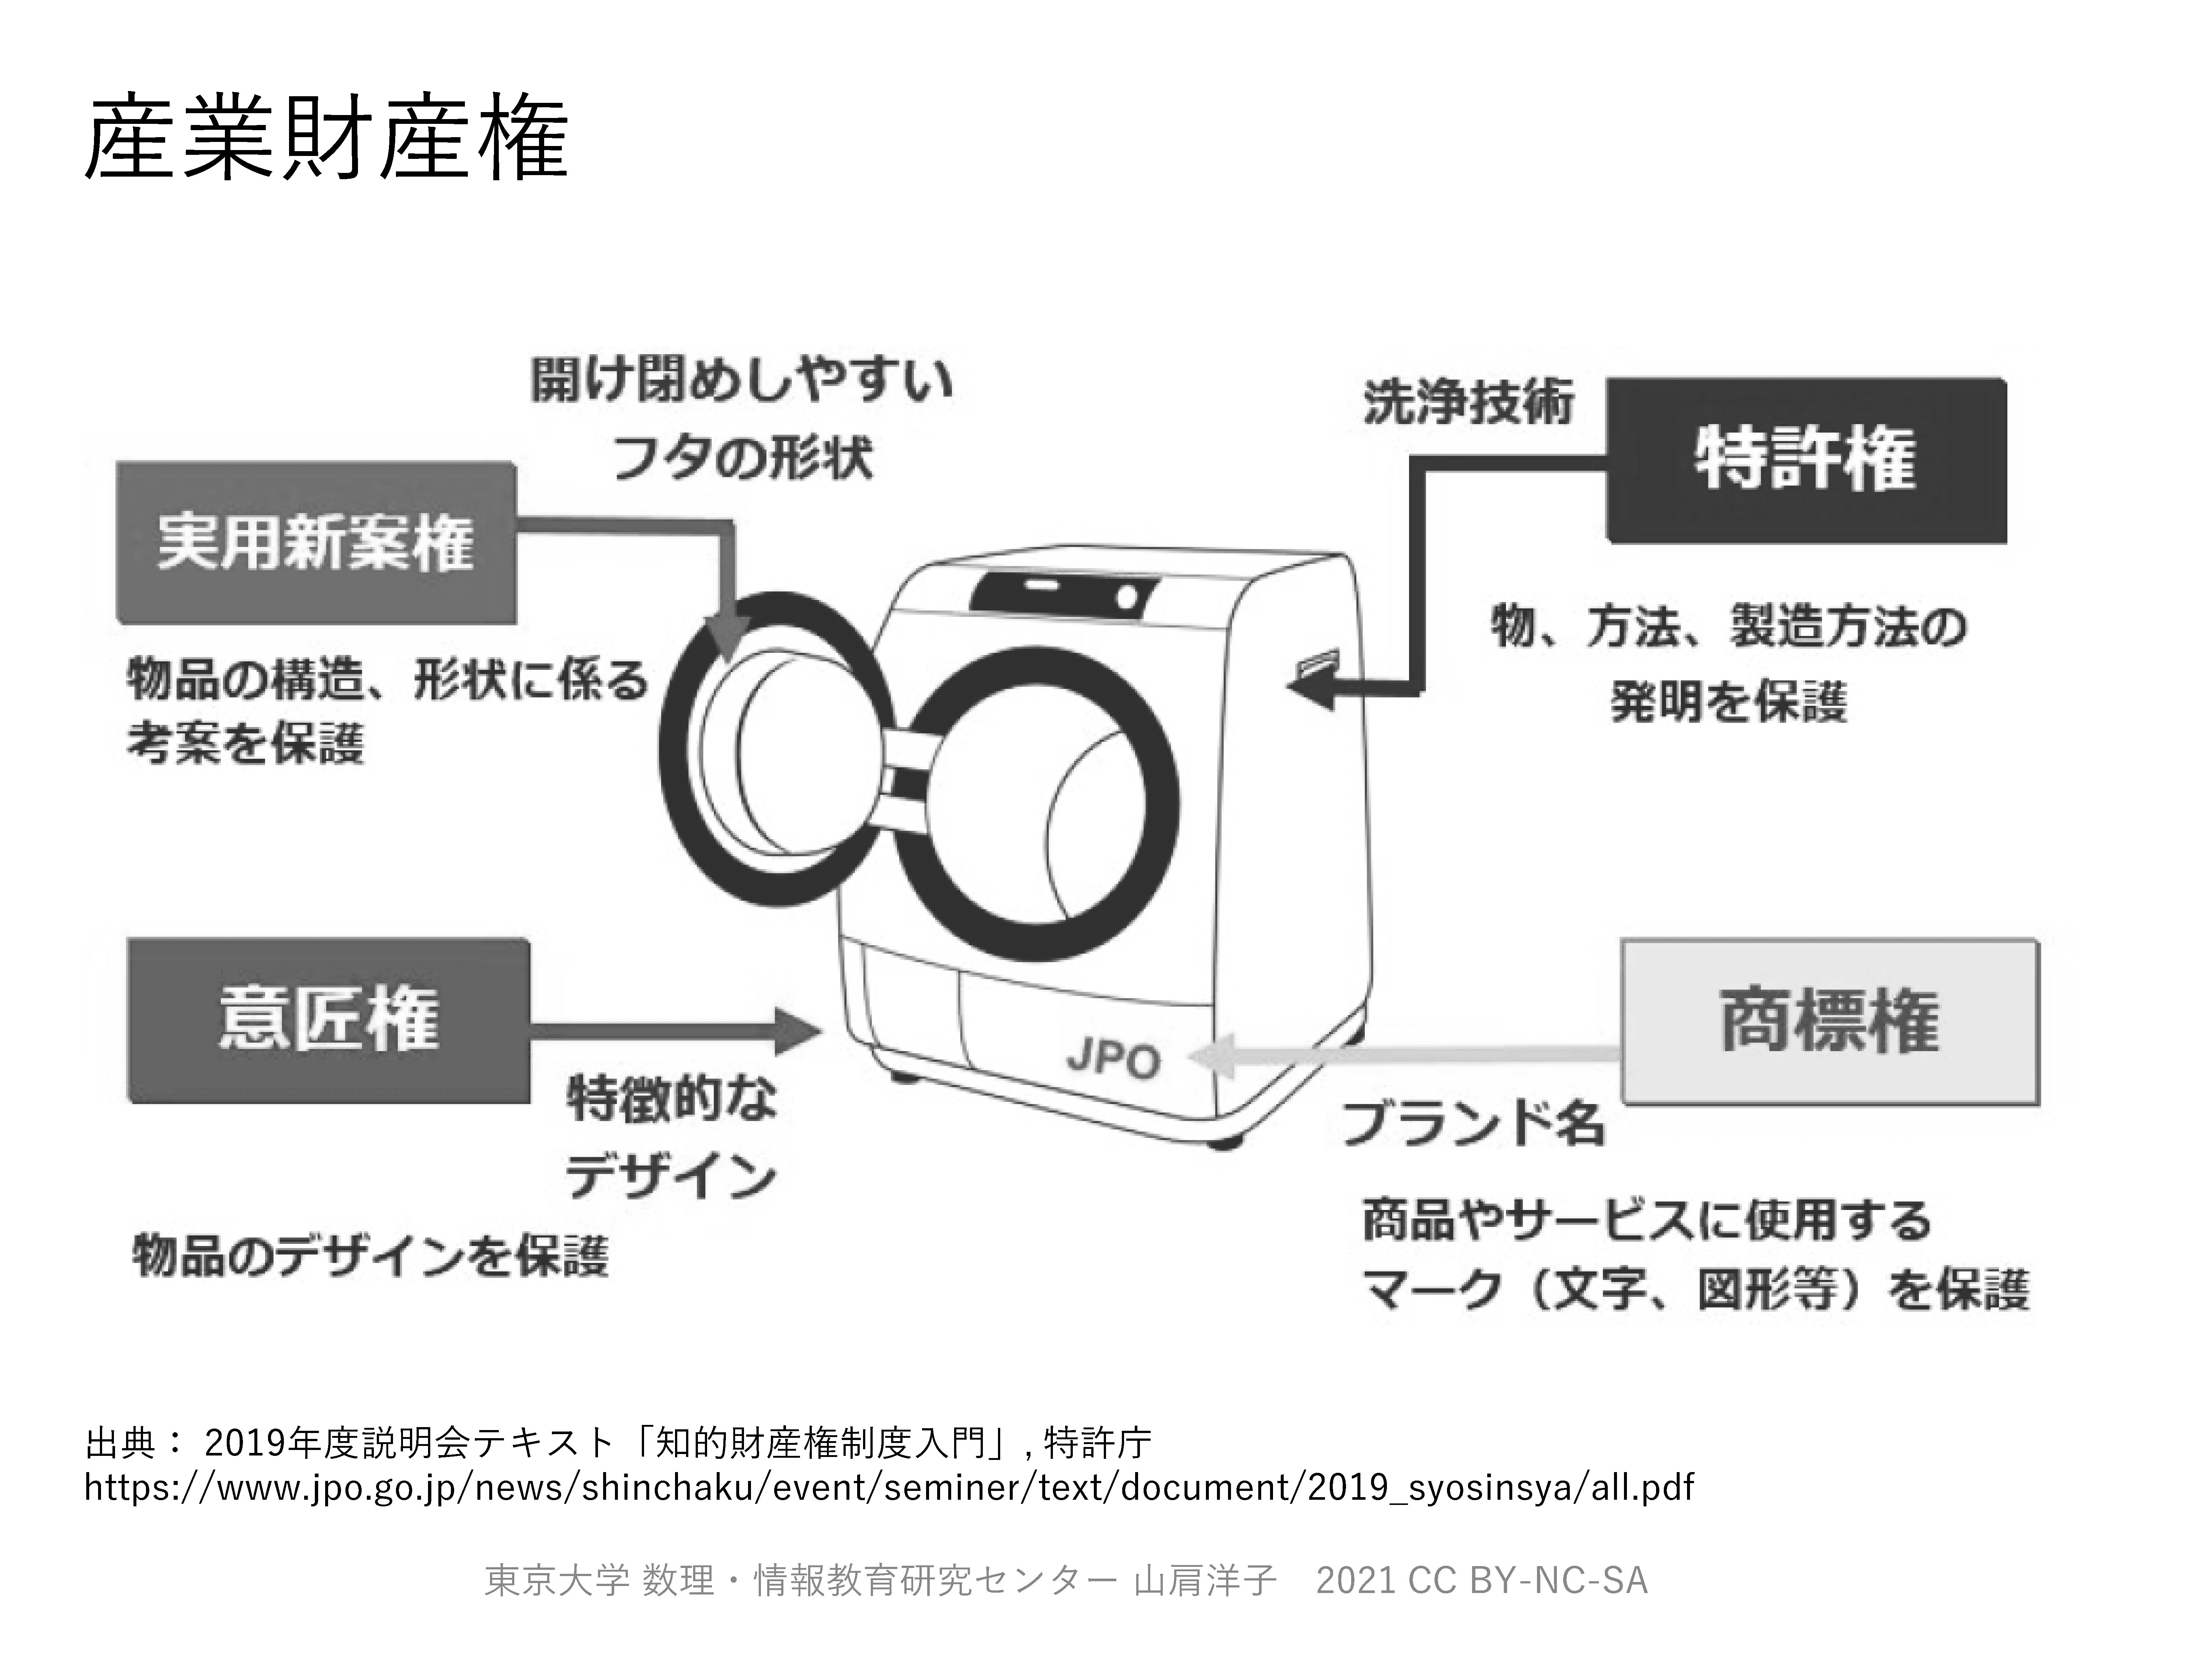 産業財産権
開け閉めしやすい
フタの形状
実用新案権
物品の構造、形状に係る
考案を保護
洗浄技術
特許権
物、方法、製造方法の
発明を保護
意匠権
特徴的な
デザイン
物品のデザインを保護
JPO
商標権
ブランド名
商品やサービスに使用する
マーク（文字、図形等）を保護
出典： 2019年度説明会テキスト「知的財産権制度入門」, 特許庁
https://www.jpo.go.jp/news/shinchaku/event/seminer/text/document/2019_syosinsya/all.pdf
東京大学 数理・情報教育研究センター 山肩洋子　2021 CC BY-NC-SA